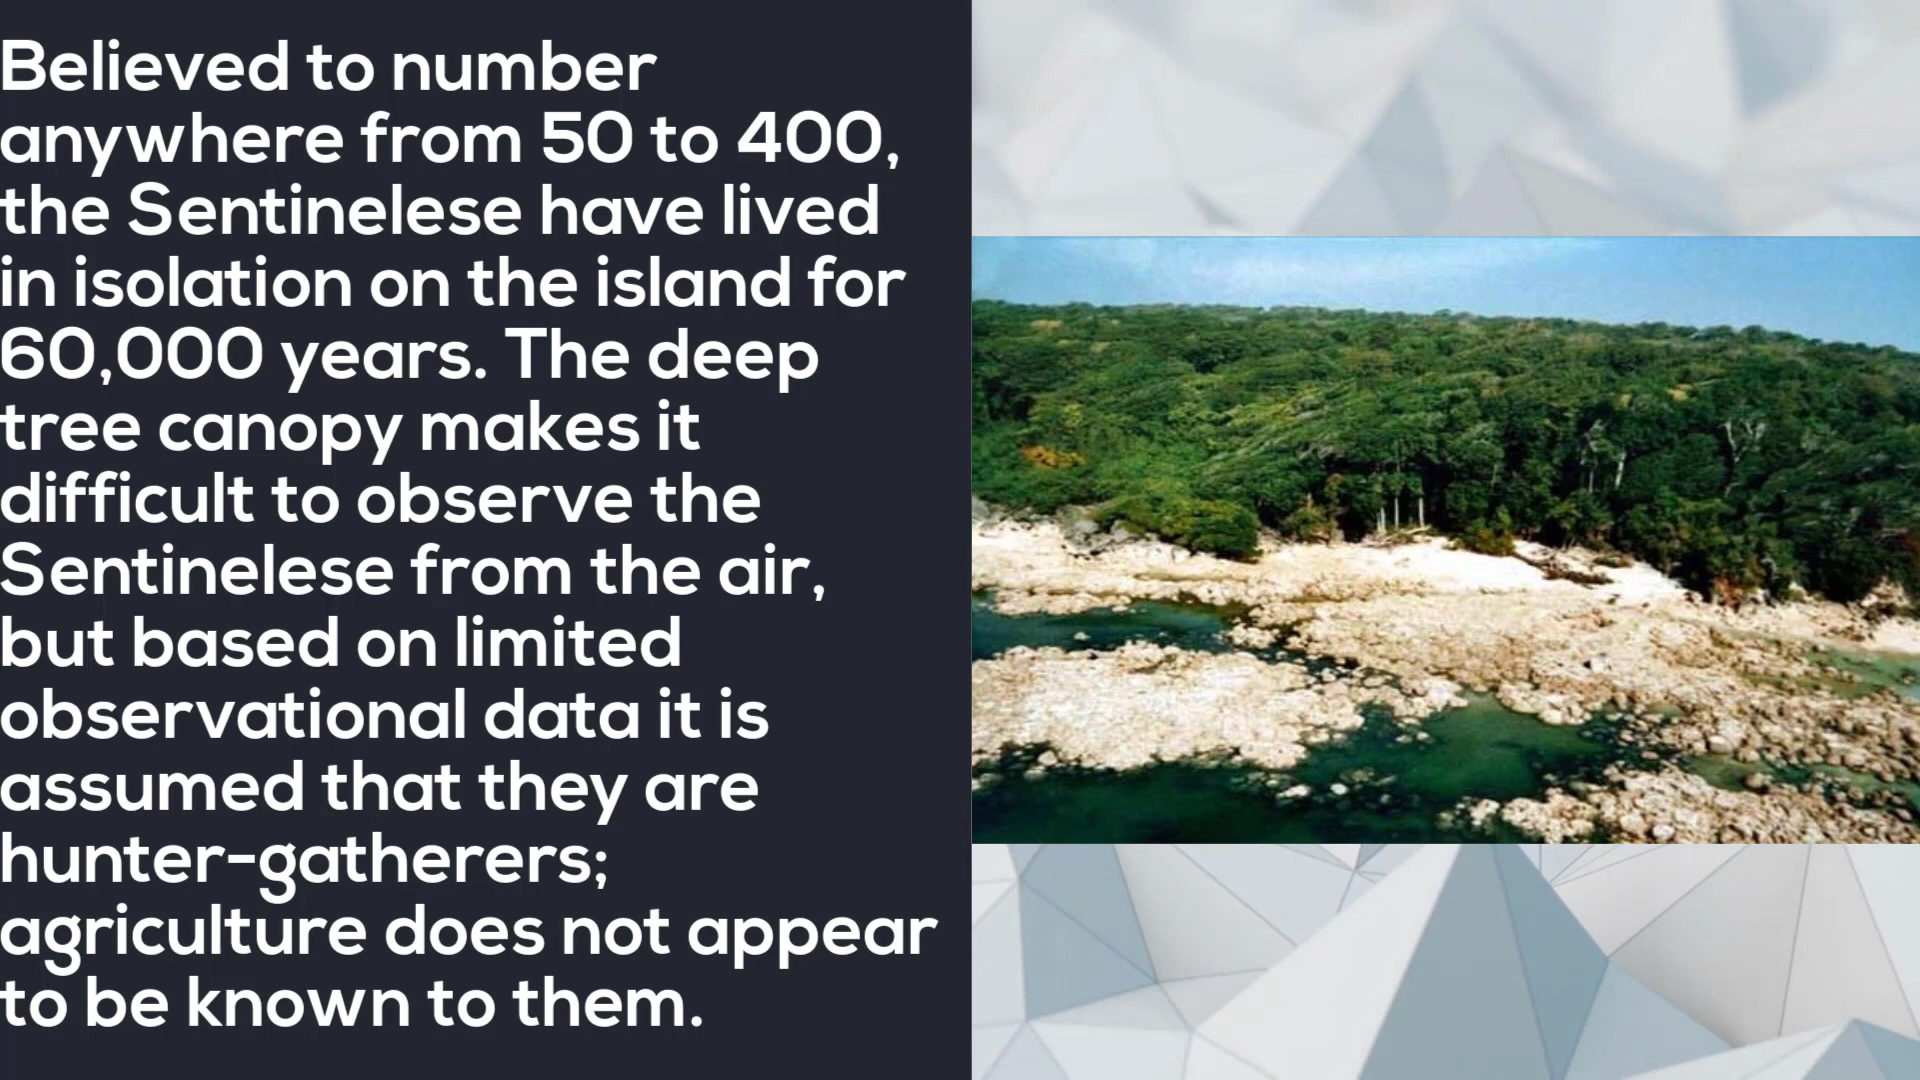 Believed to number
anywhere from 50 to 400,
the Sentinelese have lived
in isolation on the island for
60,000 years. The deep
tree canopy makes it
difficult to observe the
Sentinelese from the air,
but based on limited
observational data it is
assumed that they are
hunter-gatherers;
agriculture does not appear
to be known to them.